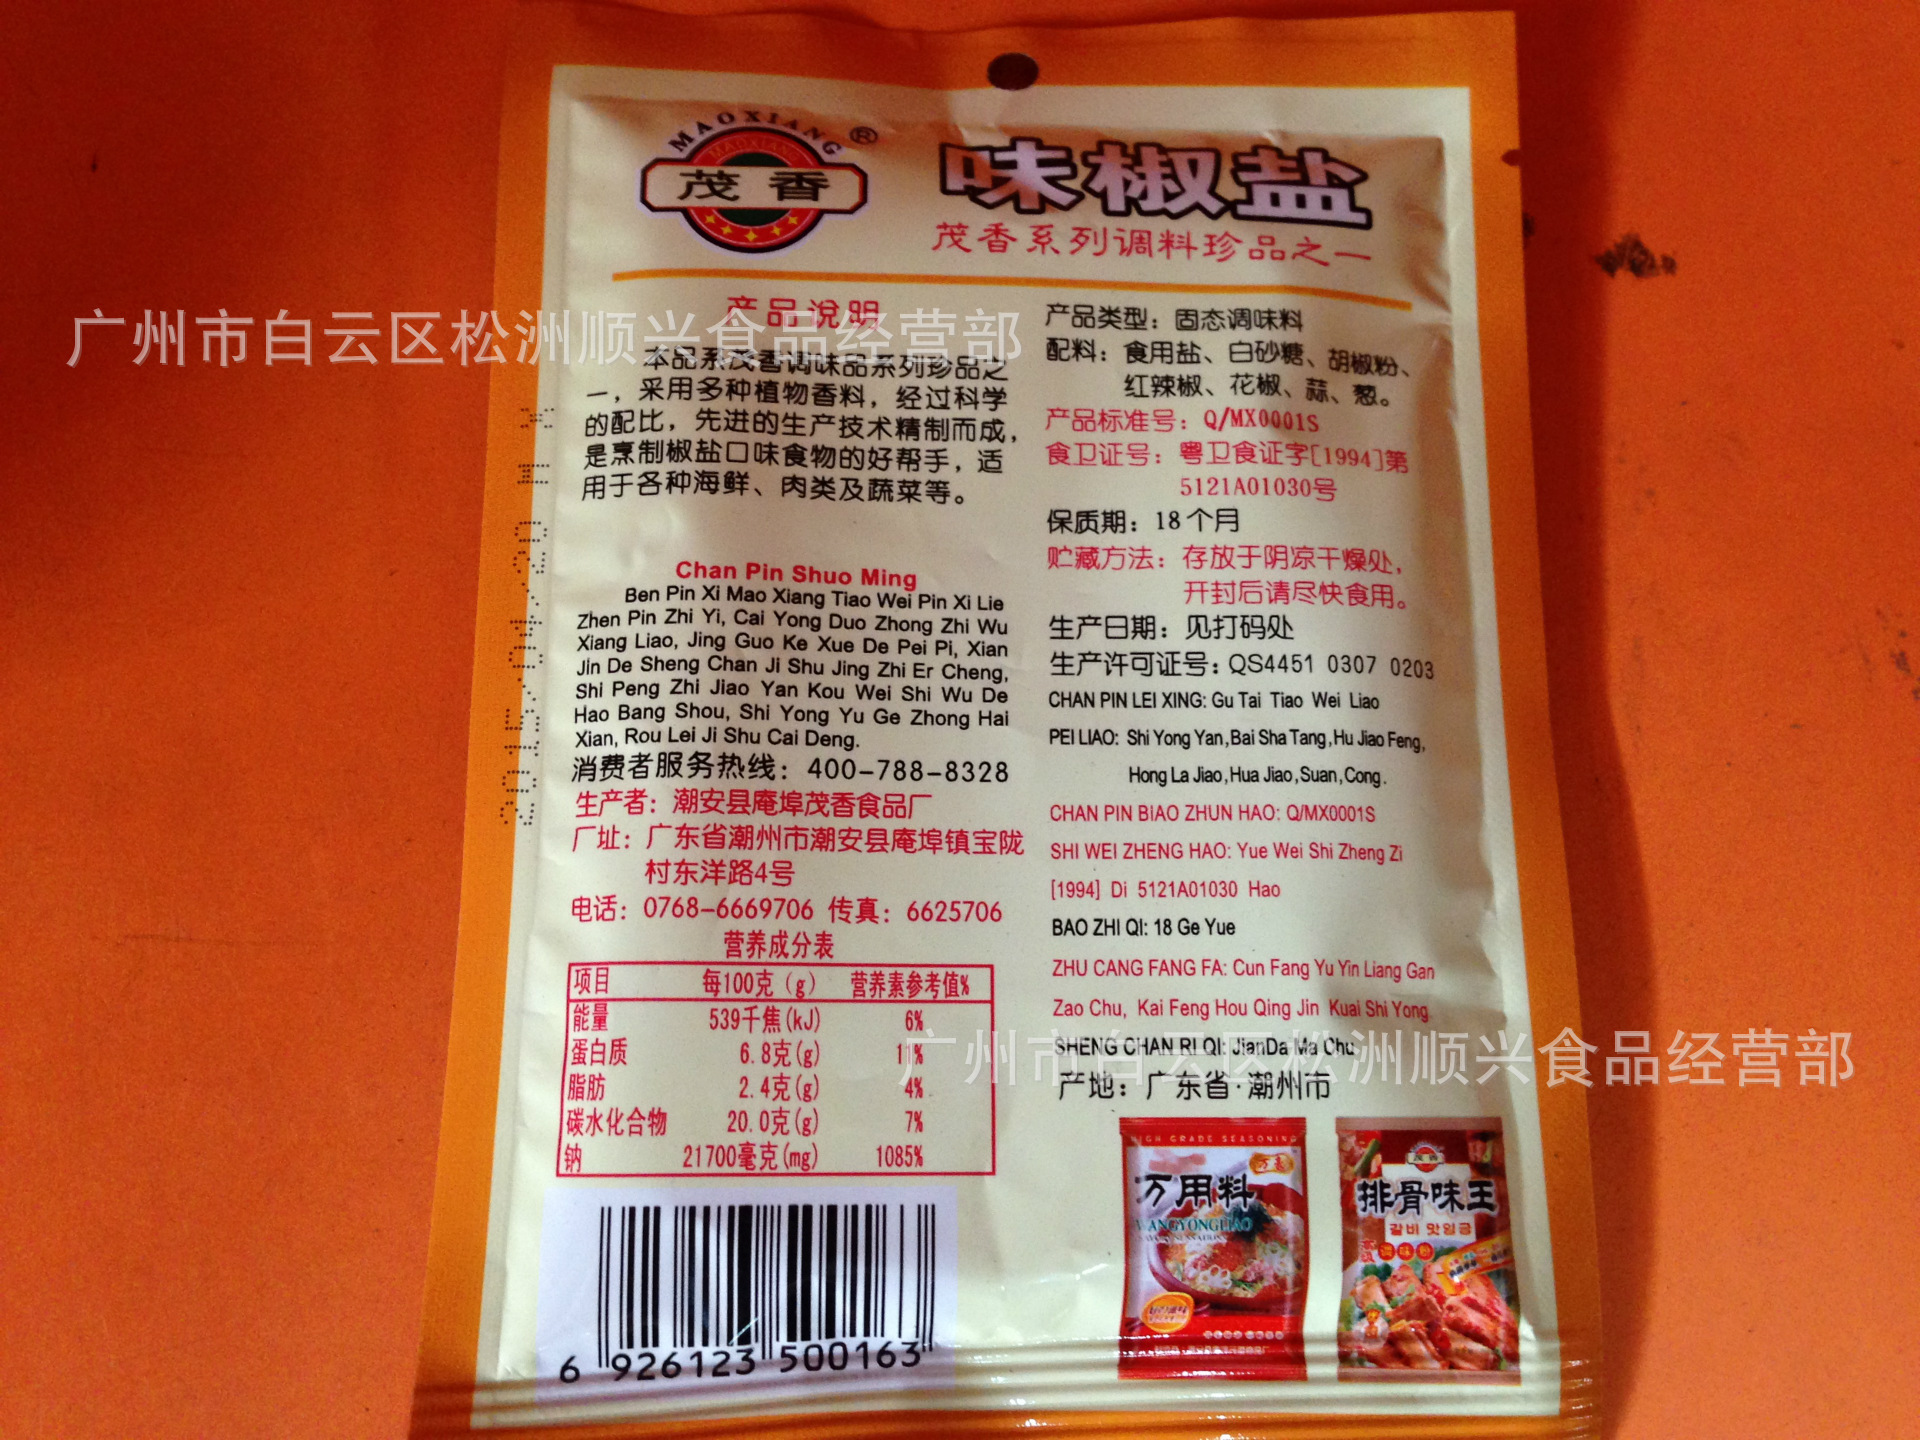 MAOXIANG ®
MAOXIANG
茂香
味椒盐
茂香系列调料珍品之一
广州市白云区松洲顺兴食品经营部
产品说明
本品系茂香调味品系列珍品之
一，采用多种植物香料，经过科学
的配比，先进的生产技术精制而成，
是烹制椒盐口味食物的好帮手，适
用于各种海鲜、肉类及蔬菜等。
Chan Pin Shuo Ming
Ben Pin Xi Mao Xiang Tiao Wei Pin Xi Lie
Zhen Pin Zhi Yi, Cai Yong Duo Zhong Zhi Wu
Xiang Liao, Jing Guo Ke Xue De Pei Pi, Xian
Jin De Sheng Chan Ji Shu Jing Zhi Er Cheng,
Shi Peng Zhi Jiao Yan Kou Wei Shi Wu De
Hao Bang Shou, Shi Yong Yu Ge Zhong Hai
Xian, Rou Lei Ji Shu Cai Deng.
消费者服务热线：400-788-8328
生产者：潮安县庵埠茂香食品厂
厂址：广东省潮州市潮安县庵埠镇宝陇
村东洋路4号
电话：0768-6669706 传真：6625706
营养成分表
项目 每100克（g） 营养素参考值%
能量 539千焦(kJ) 6%
蛋白质 6.8克(g) 11%
脂肪 2.4克(g) 4%
碳水化合物 20.0克(g) 7%
钠 21700毫克(mg) 1085%
6 926123 500163
产品类型：固态调味料
配料：食用盐、白砂糖、胡椒粉、
红辣椒、花椒、蒜、葱。
产品标准号：Q/MX0001S
食卫证号：粤卫食证字[1994]第
5121A01030号
保质期：18个月
贮藏方法：存放于阴凉干燥处，
开封后请尽快食用。
生产日期：见打码处
生产许可证号：QS4451 0307 0203
CHAN PIN LEI XING: Gu Tai Tiao Wei Liao
PEI LIAO: Shi Yong Yan,Bai Sha Tang,Hu Jiao Feng,
Hong La Jiao,Hua Jiao,Suan,Cong.
CHAN PIN BIAO ZHUN HAO: Q/MX0001S
SHI WEI ZHENG HAO: Yue Wei Shi Zheng Zi
[1994] Di 5121A01030 Hao
BAO ZHI QI: 18 Ge Yue
ZHU CANG FANG FA: Cun Fang Yu Yin Liang Gan
Zao Chu, Kai Feng Hou Qing Jin Kuai Shi Yong
SHENG CHAN RI QI: JianDa Ma Chu
广州市白云区松洲顺兴食品经营部
产地：广东省·潮州市
HIGH GRADE SEASONING
万用料
WANGYONGLIAO
茂香
排骨味王
갈비 맛임금
调味粉